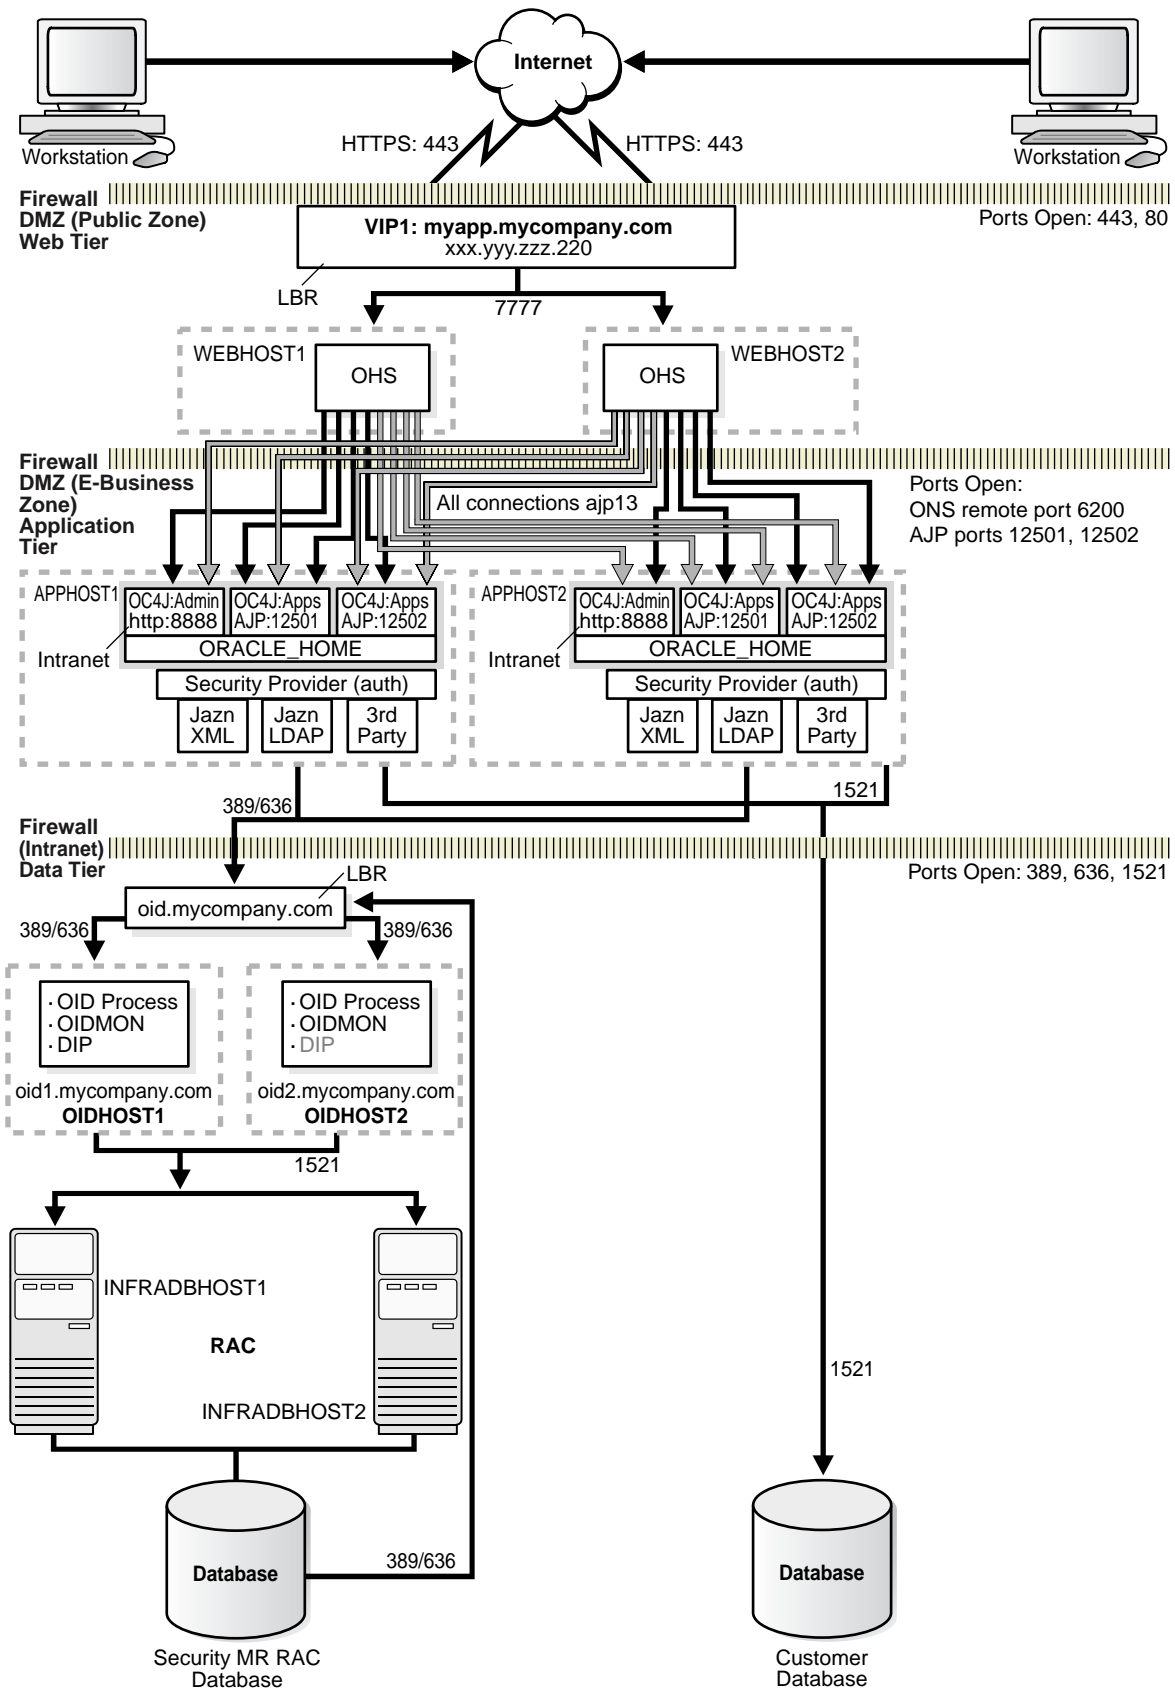 Internet
Workstation
Workstation
HTTPS: 443
HTTPS: 443
Firewall
DMZ (Public Zone)
Web Tier
Ports Open: 443, 80
VIP1: myapp.mycompany.com
xxx.yyy.zzz.220
LBR
7777
WEBHOST1
OHS
OHS
WEBHOST2
Firewall
DMZ (E-Business
Zone)
Application
Tier
All connections ajp13
Ports Open:
ONS remote port 6200
AJP ports 12501, 12502
APPHOST1
OC4J:Admin
http:8888
OC4J:Apps
AJP:12501
OC4J:Apps
AJP:12502
ORACLE_HOME
Intranet
Security Provider (auth)
Jazn
XML
Jazn
LDAP
3rd
Party
APPHOST2
OC4J:Admin
http:8888
OC4J:Apps
AJP:12501
OC4J:Apps
AJP:12502
ORACLE_HOME
Intranet
Security Provider (auth)
Jazn
XML
Jazn
LDAP
3rd
Party
389/636
1521
Firewall
(Intranet)
Data Tier
Ports Open: 389, 636, 1521
LBR
oid.mycompany.com
389/636
389/636
· OID Process
· OIDMON
· DIP
oid1.mycompany.com
OIDHOST1
· OID Process
· OIDMON
· DIP
oid2.mycompany.com
OIDHOST2
1521
INFRADBHOST1
RAC
INFRADBHOST2
1521
Database
389/636
Security MR RAC
Database
Database
Customer
Database